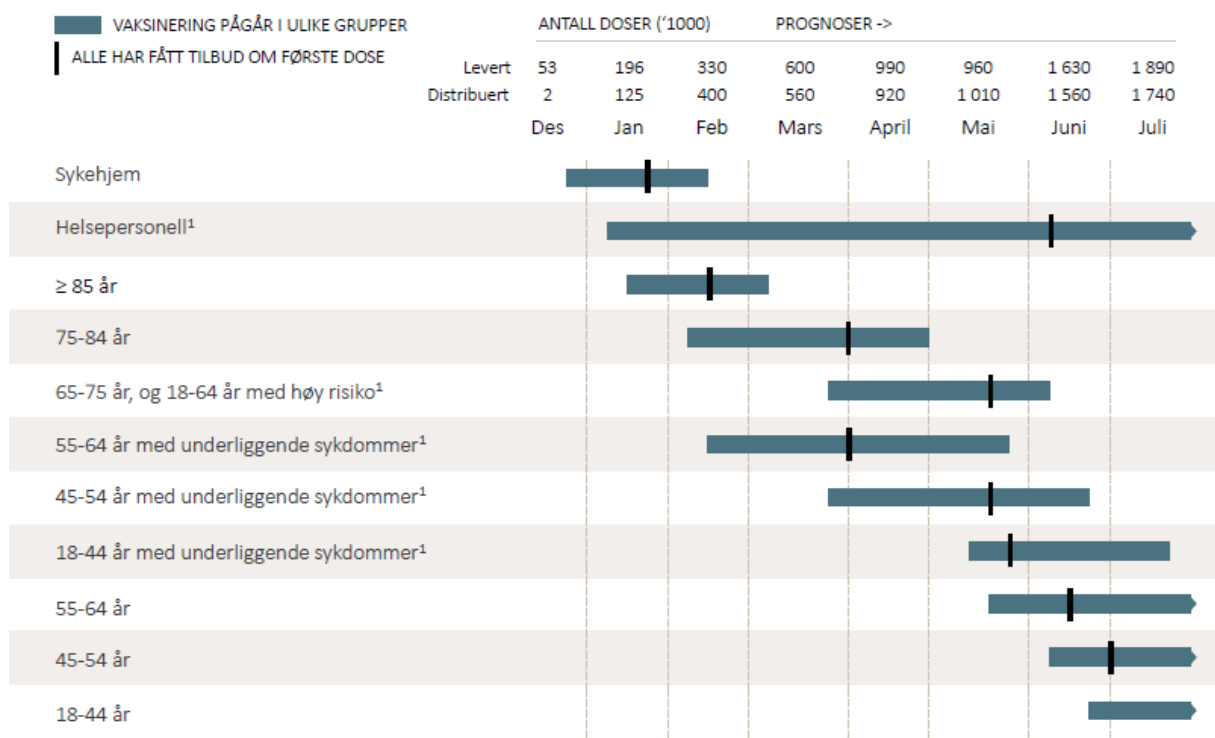 VAKSINERING PÅGÅR I ULIKE GRUPPER
ALLE HAR FÅTT TILBUD OM FØRSTE DOSE
ANTALL DOSER (‘1000) PROGNOSER ->
Levert 53 196 330 600 990 960 1 630 1 890
Distribuert 2 125 400 560 920 1 010 1 560 1 740
Des Jan Feb Mars April Mai Juni Juli
Sykehjem
Helsepersonell¹
≥ 85 år
75-84 år
65-75 år, og 18-64 år med høy risiko¹
55-64 år med underliggende sykdommer¹
45-54 år med underliggende sykdommer¹
18-44 år med underliggende sykdommer¹
55-64 år
45-54 år
18-44 år